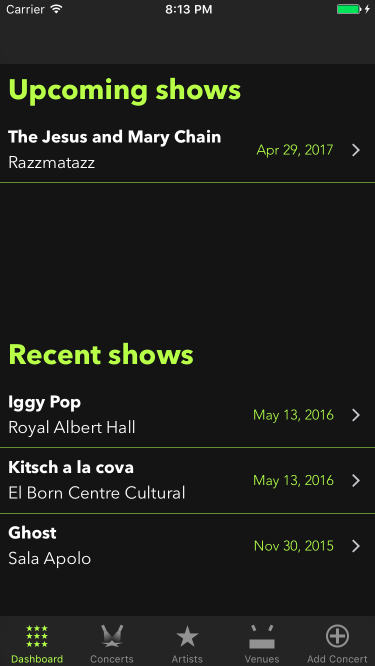 Carrier 8:13 PM
Upcoming shows
The Jesus and Mary Chain
Razzmatazz
Apr 29, 2017
Recent shows
Iggy Pop
Royal Albert Hall
May 13, 2016
Kitsch a la cova
El Born Centre Cultural
May 13, 2016
Ghost
Sala Apolo
Nov 30, 2015
Dashboard Concerts Artists Venues Add Concert